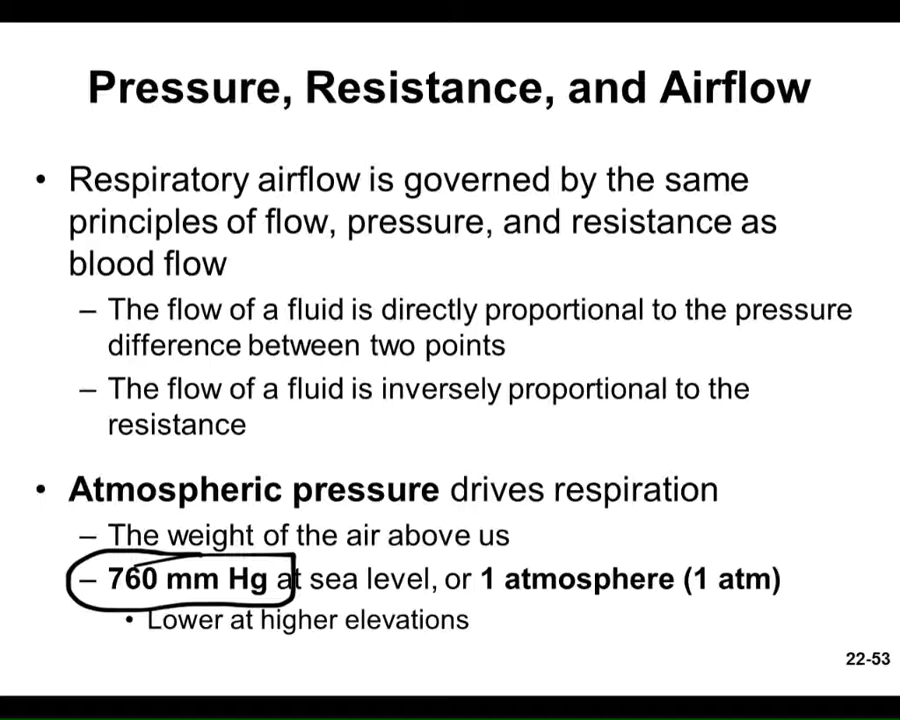 Pressure, Resistance, and Airflow
• Respiratory airflow is governed by the same
principles of flow, pressure, and resistance as
blood flow
– The flow of a fluid is directly proportional to the pressure
difference between two points
– The flow of a fluid is inversely proportional to the
resistance
• Atmospheric pressure drives respiration
– The weight of the air above us
– 760 mm Hg at sea level, or 1 atmosphere (1 atm)
• Lower at higher elevations
22-53